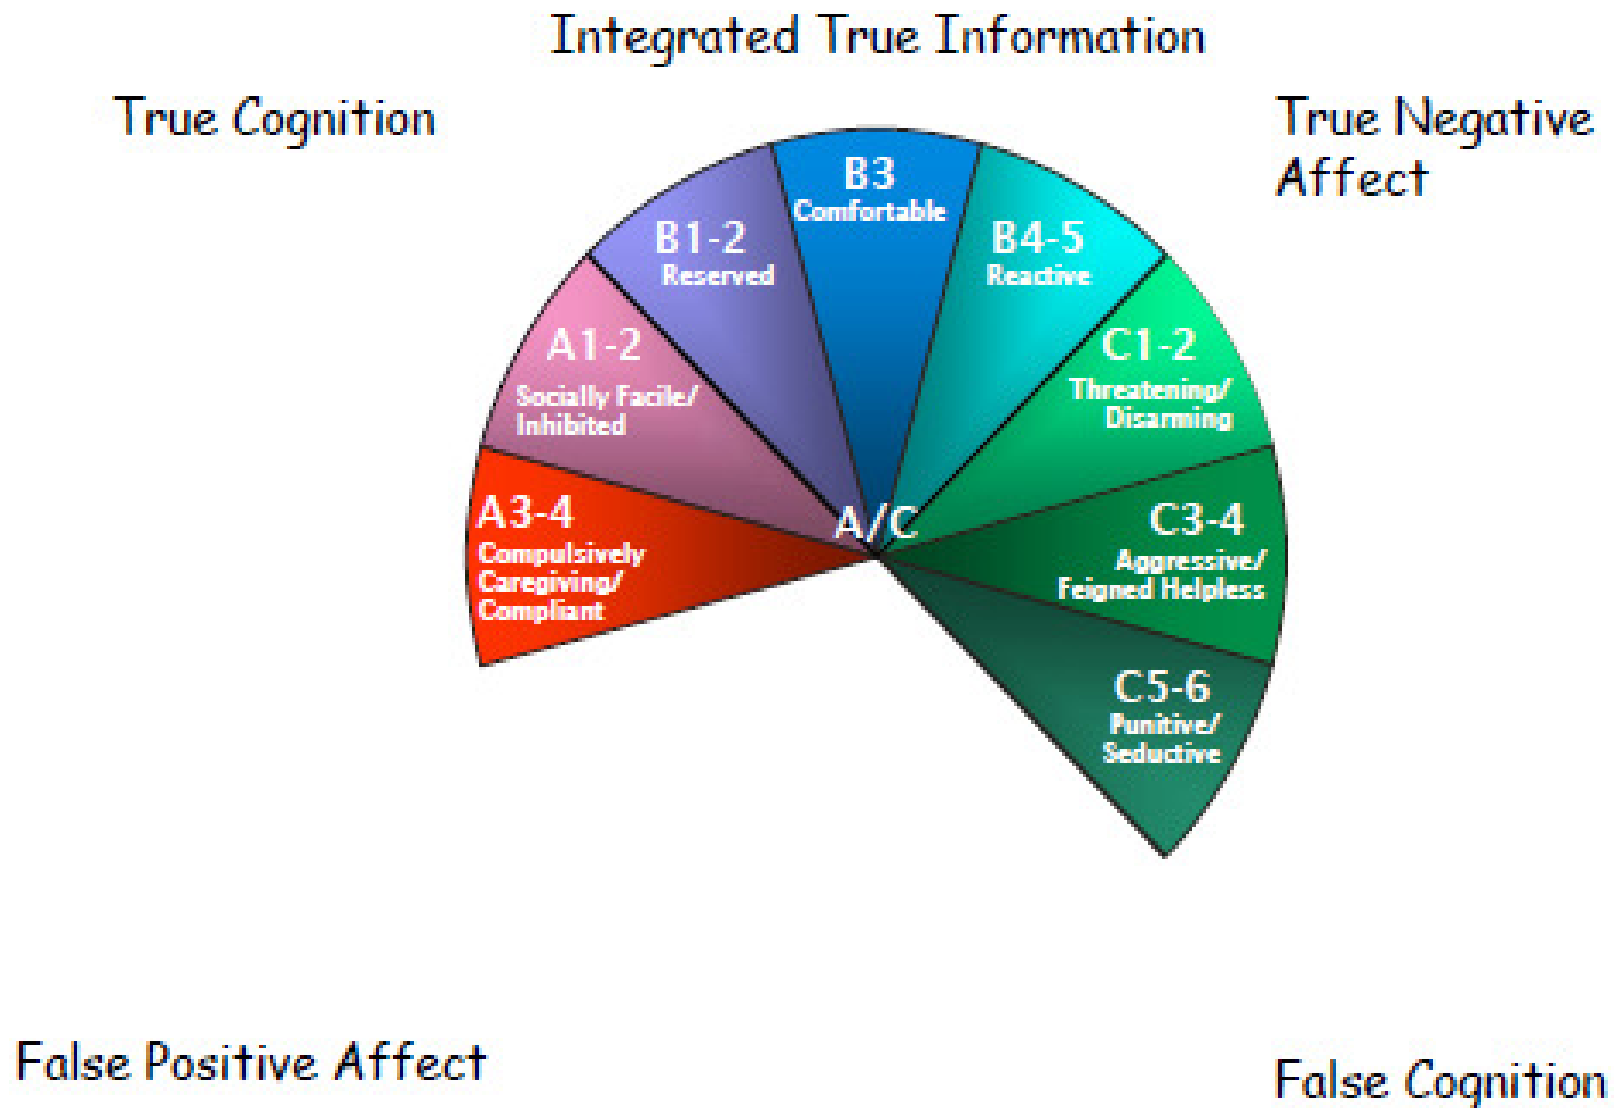 Integrated True Information
True Cognition
True Negative
Affect
B3
Comfortable
B1-2
Reserved
B4-5
Reactive
A1-2
Socially Facile/
Inhibited
C1-2
Threatening/
Disarming
A3-4
Compulsively
Caregiving/
Compliant
A/C
C3-4
Aggressive/
Feigned Helpless
C5-6
Punitive/
Seductive
False Positive Affect
False Cognition